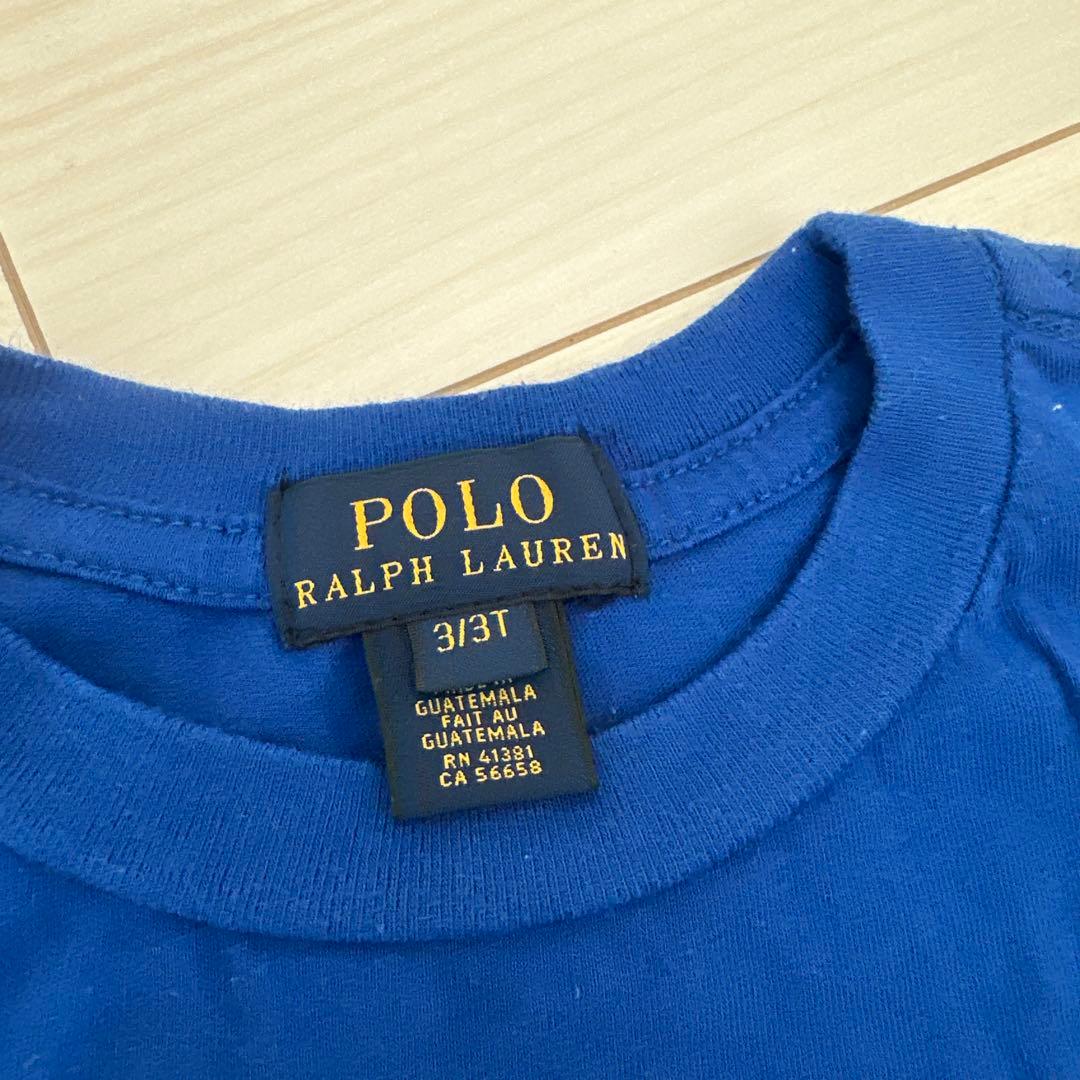 POLO
RALPH LAUREN
3/3T
GUATEMALA
FAIT AU
GUATEMALA
RN 41381
CA 56658